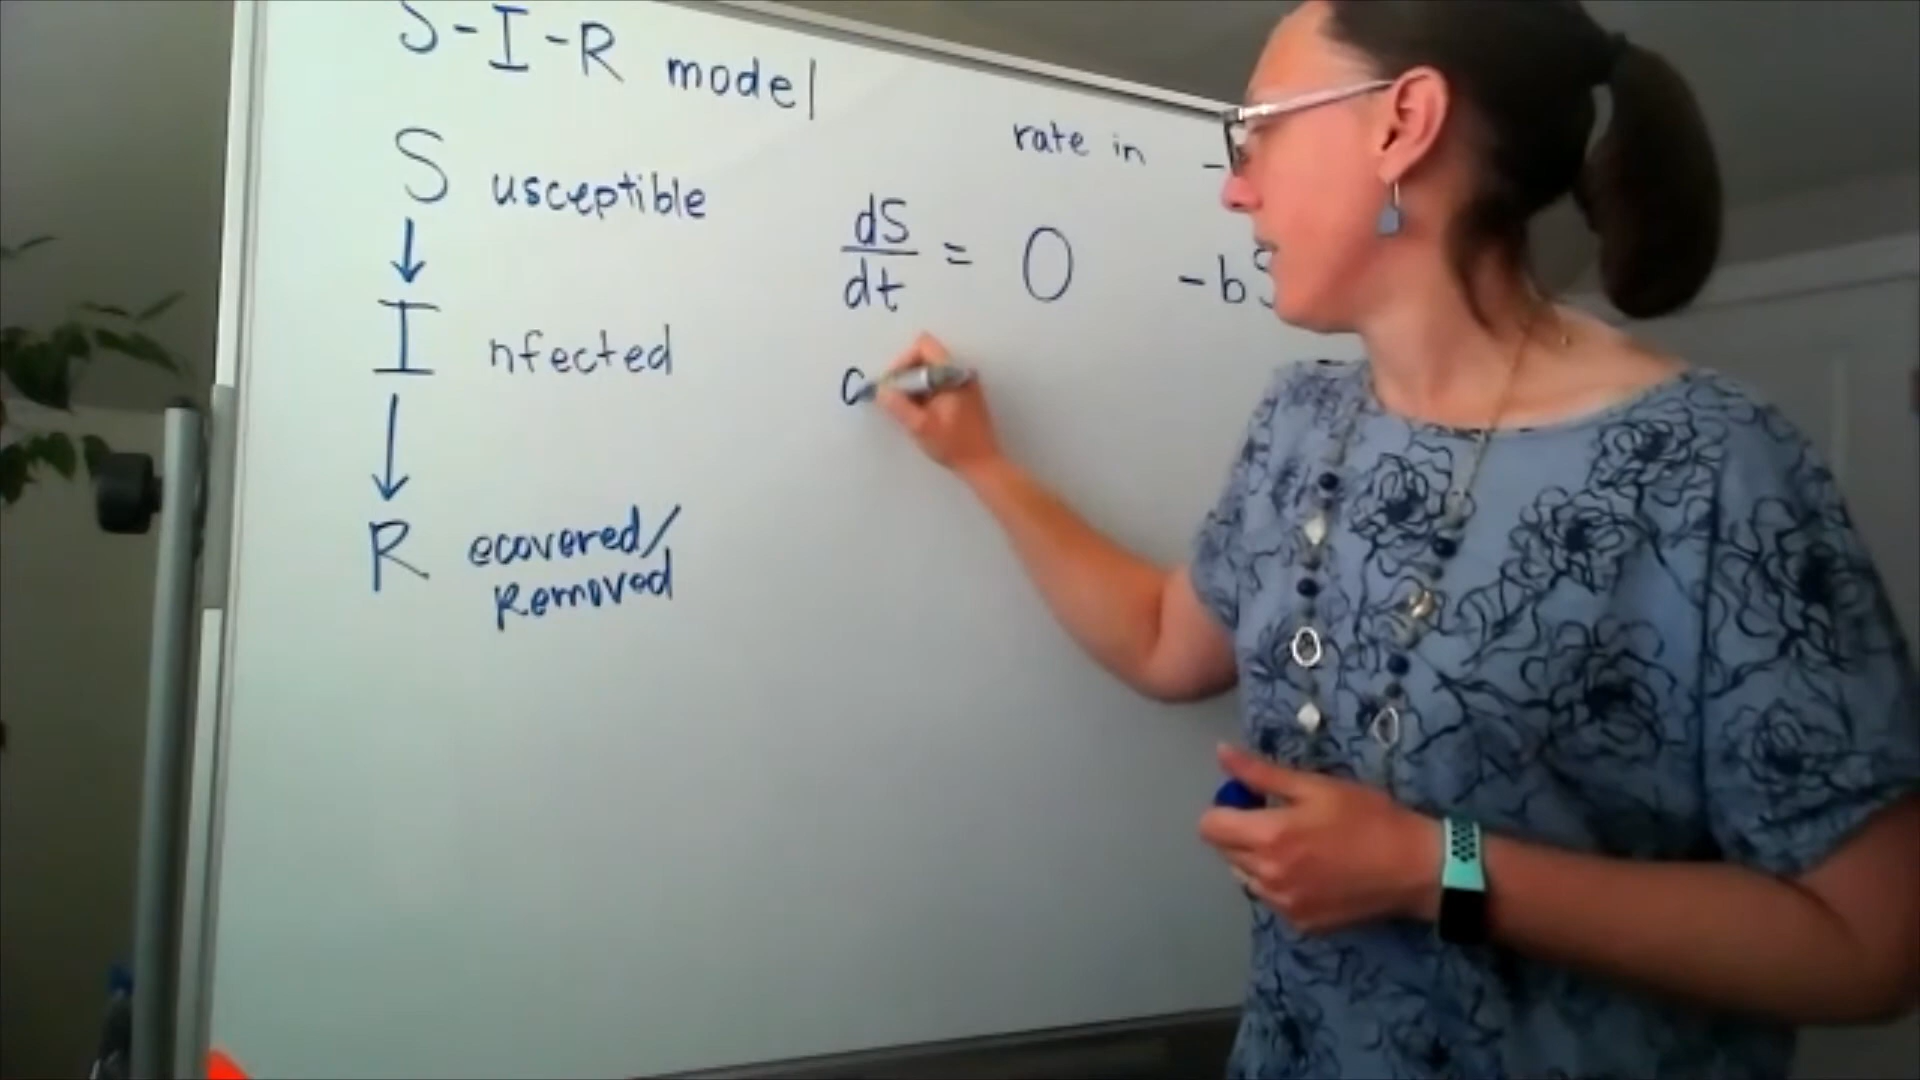 S-I-R model
S usceptible
↓
I nfected
↓
R ecovered/
Removed
rate in -
dS/dt = 0 -bS